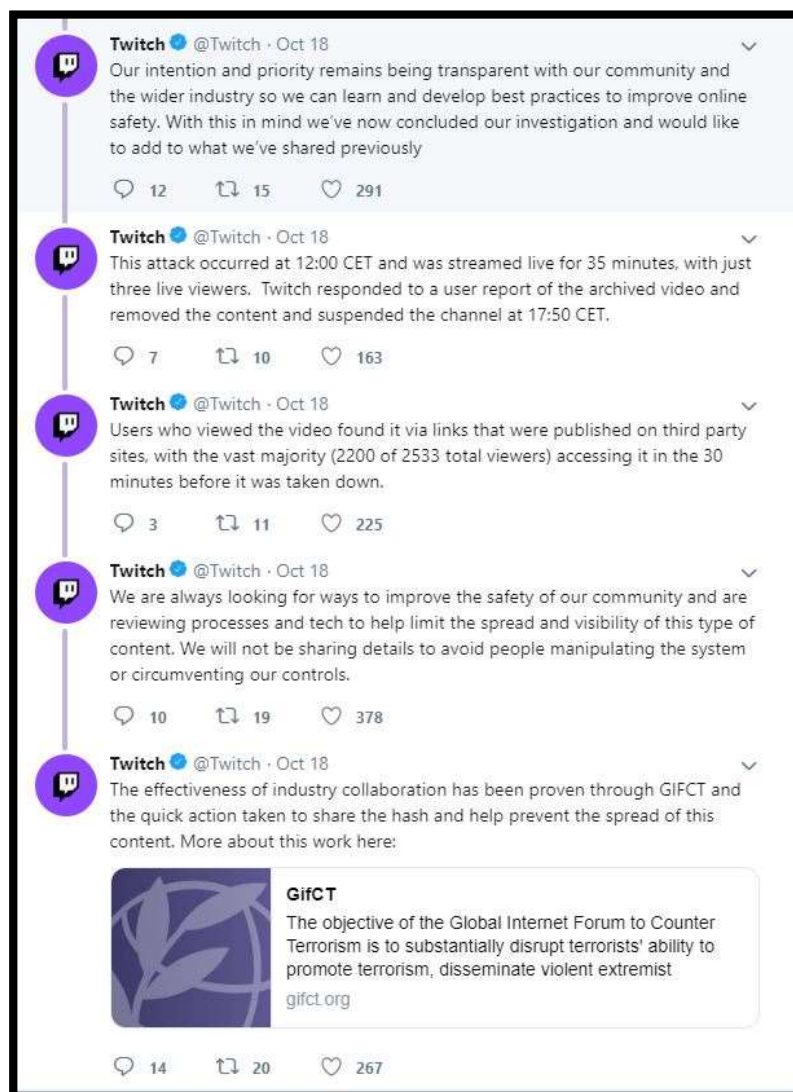 Twitch @Twitch · Oct 18
Our intention and priority remains being transparent with our community and
the wider industry so we can learn and develop best practices to improve online
safety. With this in mind we've now concluded our investigation and would like
to add to what we've shared previously
12 15 291
Twitch @Twitch · Oct 18
This attack occurred at 12:00 CET and was streamed live for 35 minutes, with just
three live viewers. Twitch responded to a user report of the archived video and
removed the content and suspended the channel at 17:50 CET.
7 10 163
Twitch @Twitch · Oct 18
Users who viewed the video found it via links that were published on third party
sites, with the vast majority (2200 of 2533 total viewers) accessing it in the 30
minutes before it was taken down.
3 11 225
Twitch @Twitch · Oct 18
We are always looking for ways to improve the safety of our community and are
reviewing processes and tech to help limit the spread and visibility of this type of
content. We will not be sharing details to avoid people manipulating the system
or circumventing our controls.
10 19 378
Twitch @Twitch · Oct 18
The effectiveness of industry collaboration has been proven through GIFCT and
the quick action taken to share the hash and help prevent the spread of this
content. More about this work here:
GifCT
The objective of the Global Internet Forum to Counter
Terrorism is to substantially disrupt terrorists' ability to
promote terrorism, disseminate violent extremist
gifct.org
14 20 267